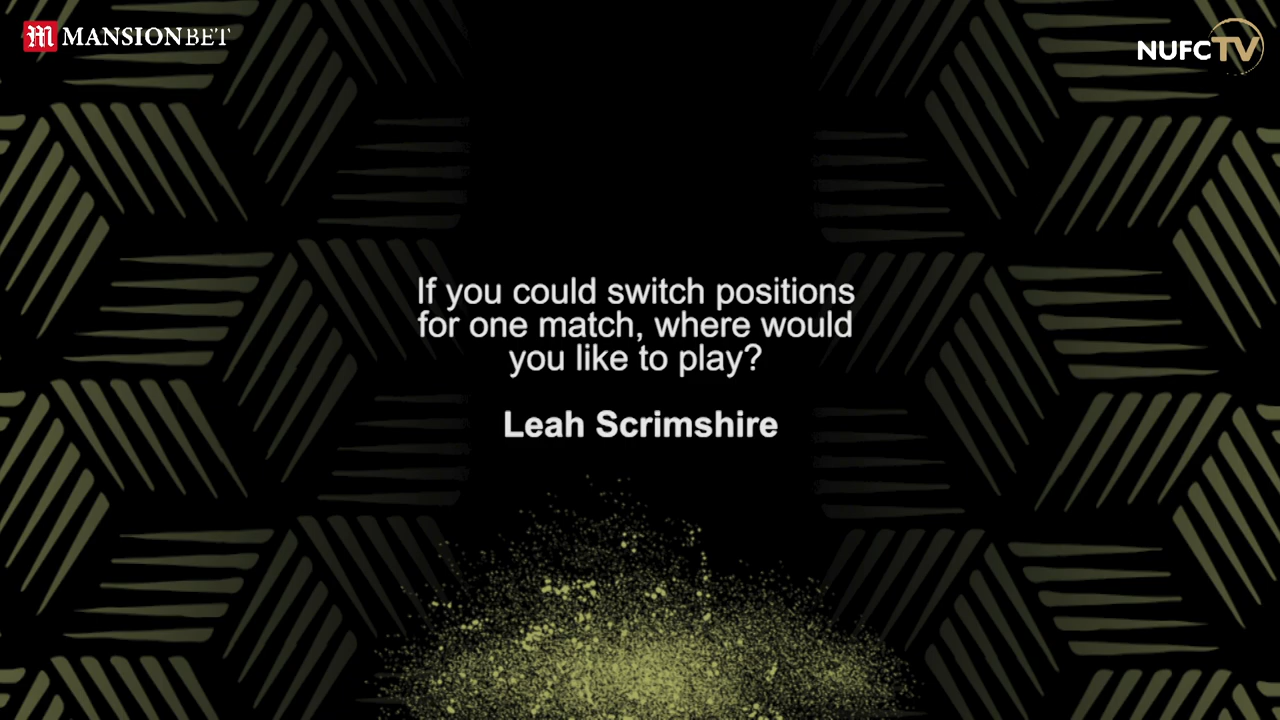 MANSIONBET
NUFCTV
If you could switch positions
for one match, where would
you like to play?
Leah Scrimshire